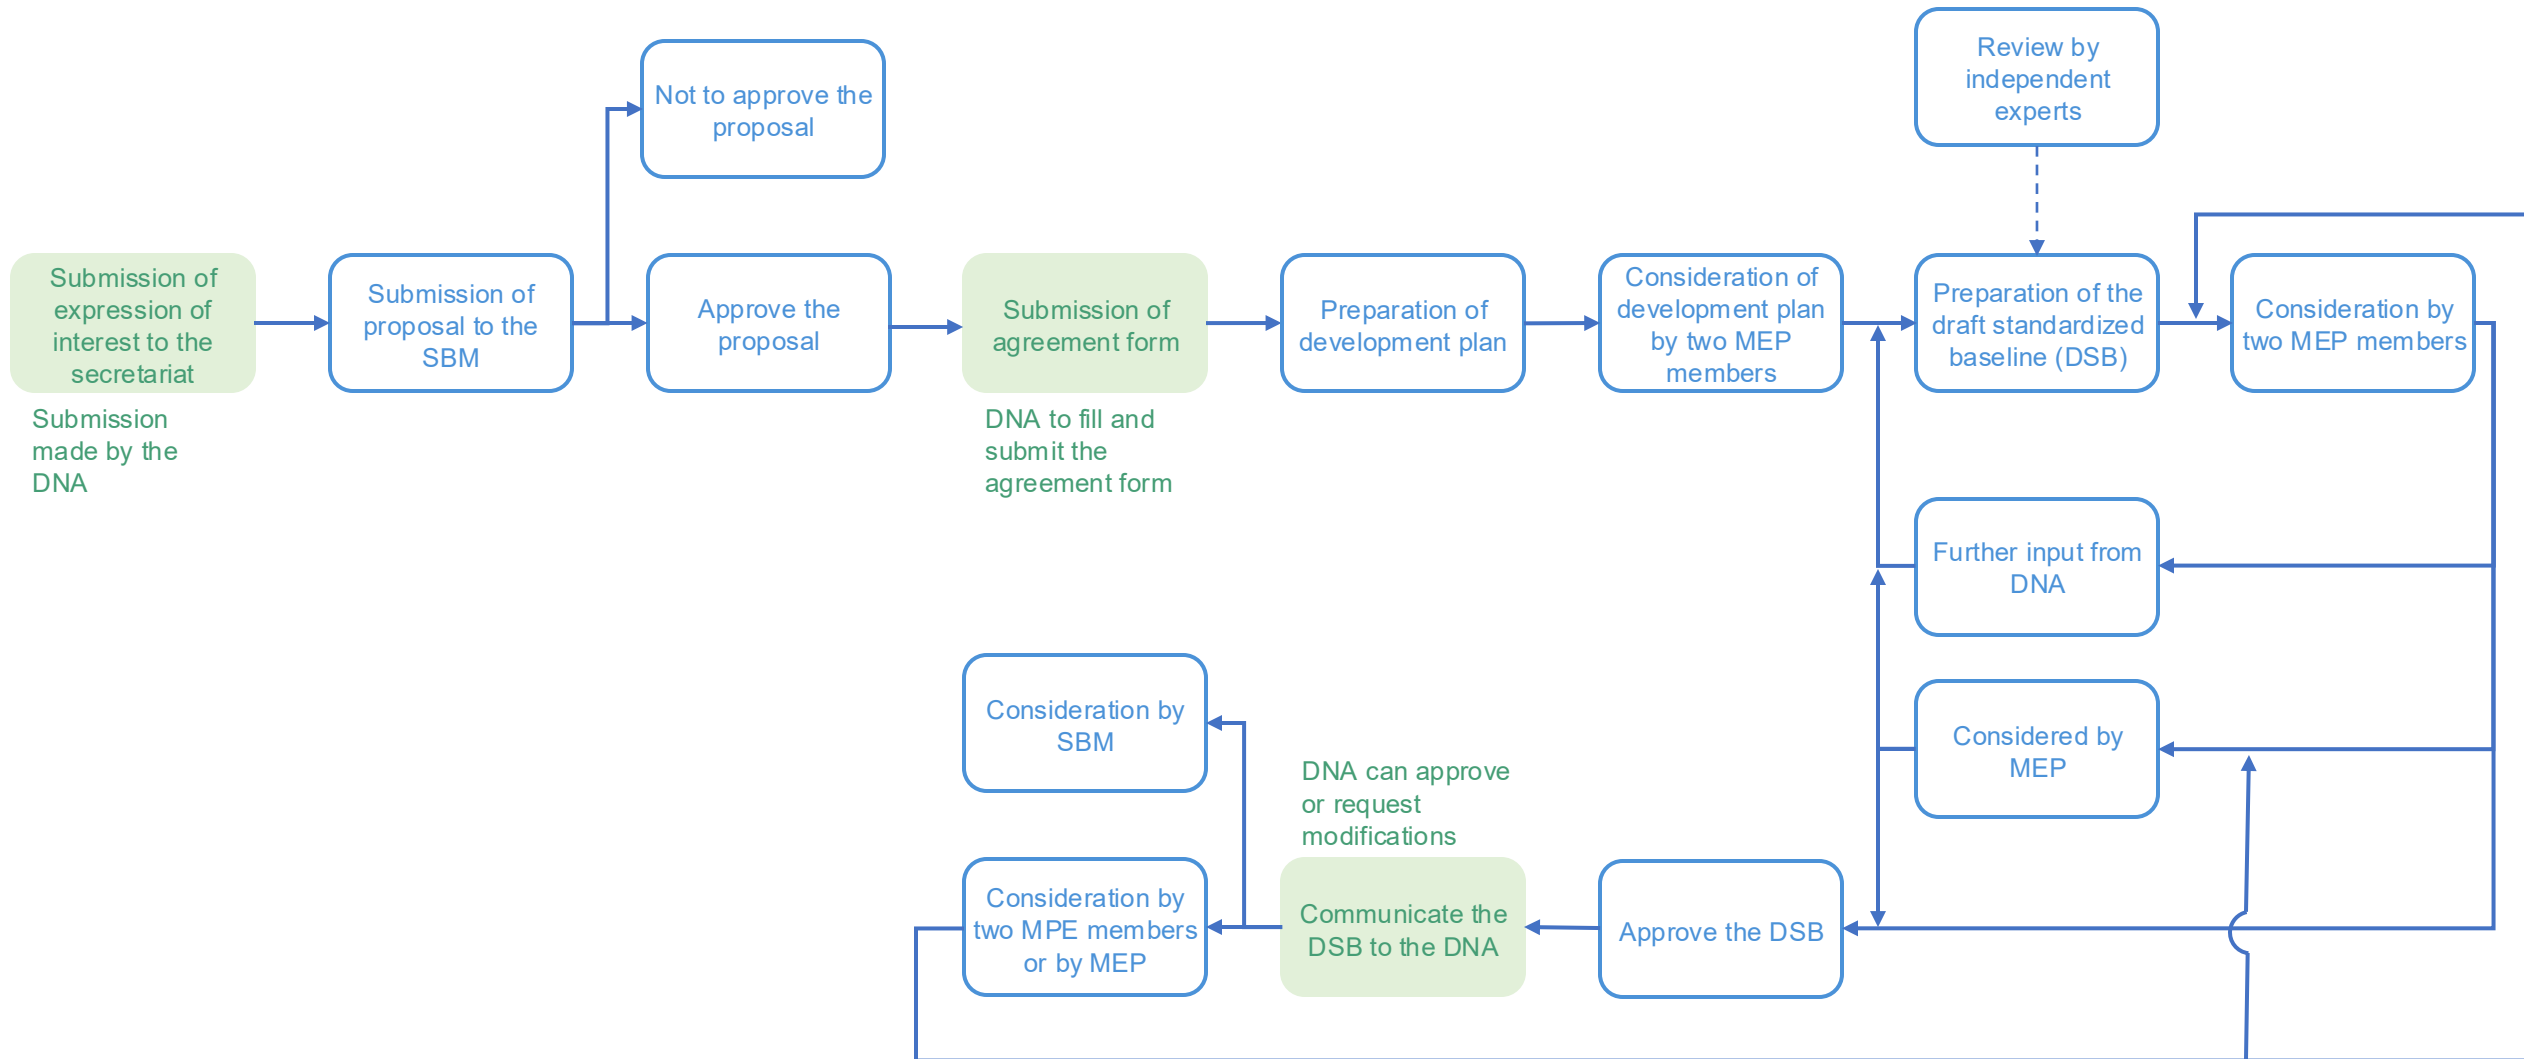 Review by
independent
experts
Not to approve the
proposal
Submission of
expression of
interest to the
secretariat
Submission
made by the
DNA
Submission of
proposal to the
SBM
Approve the
proposal
Submission of
agreement form
DNA to fill and
submit the
agreement form
Preparation of
development plan
Consideration of
development plan
by two MEP
members
Preparation of the
draft standardized
baseline (DSB)
Consideration by
two MEP members
Further input from
DNA
Considered by
MEP
Consideration by
SBM
DNA can approve
or request
modifications
Consideration by
two MPE members
or by MEP
Communicate the
DSB to the DNA
Approve the DSB